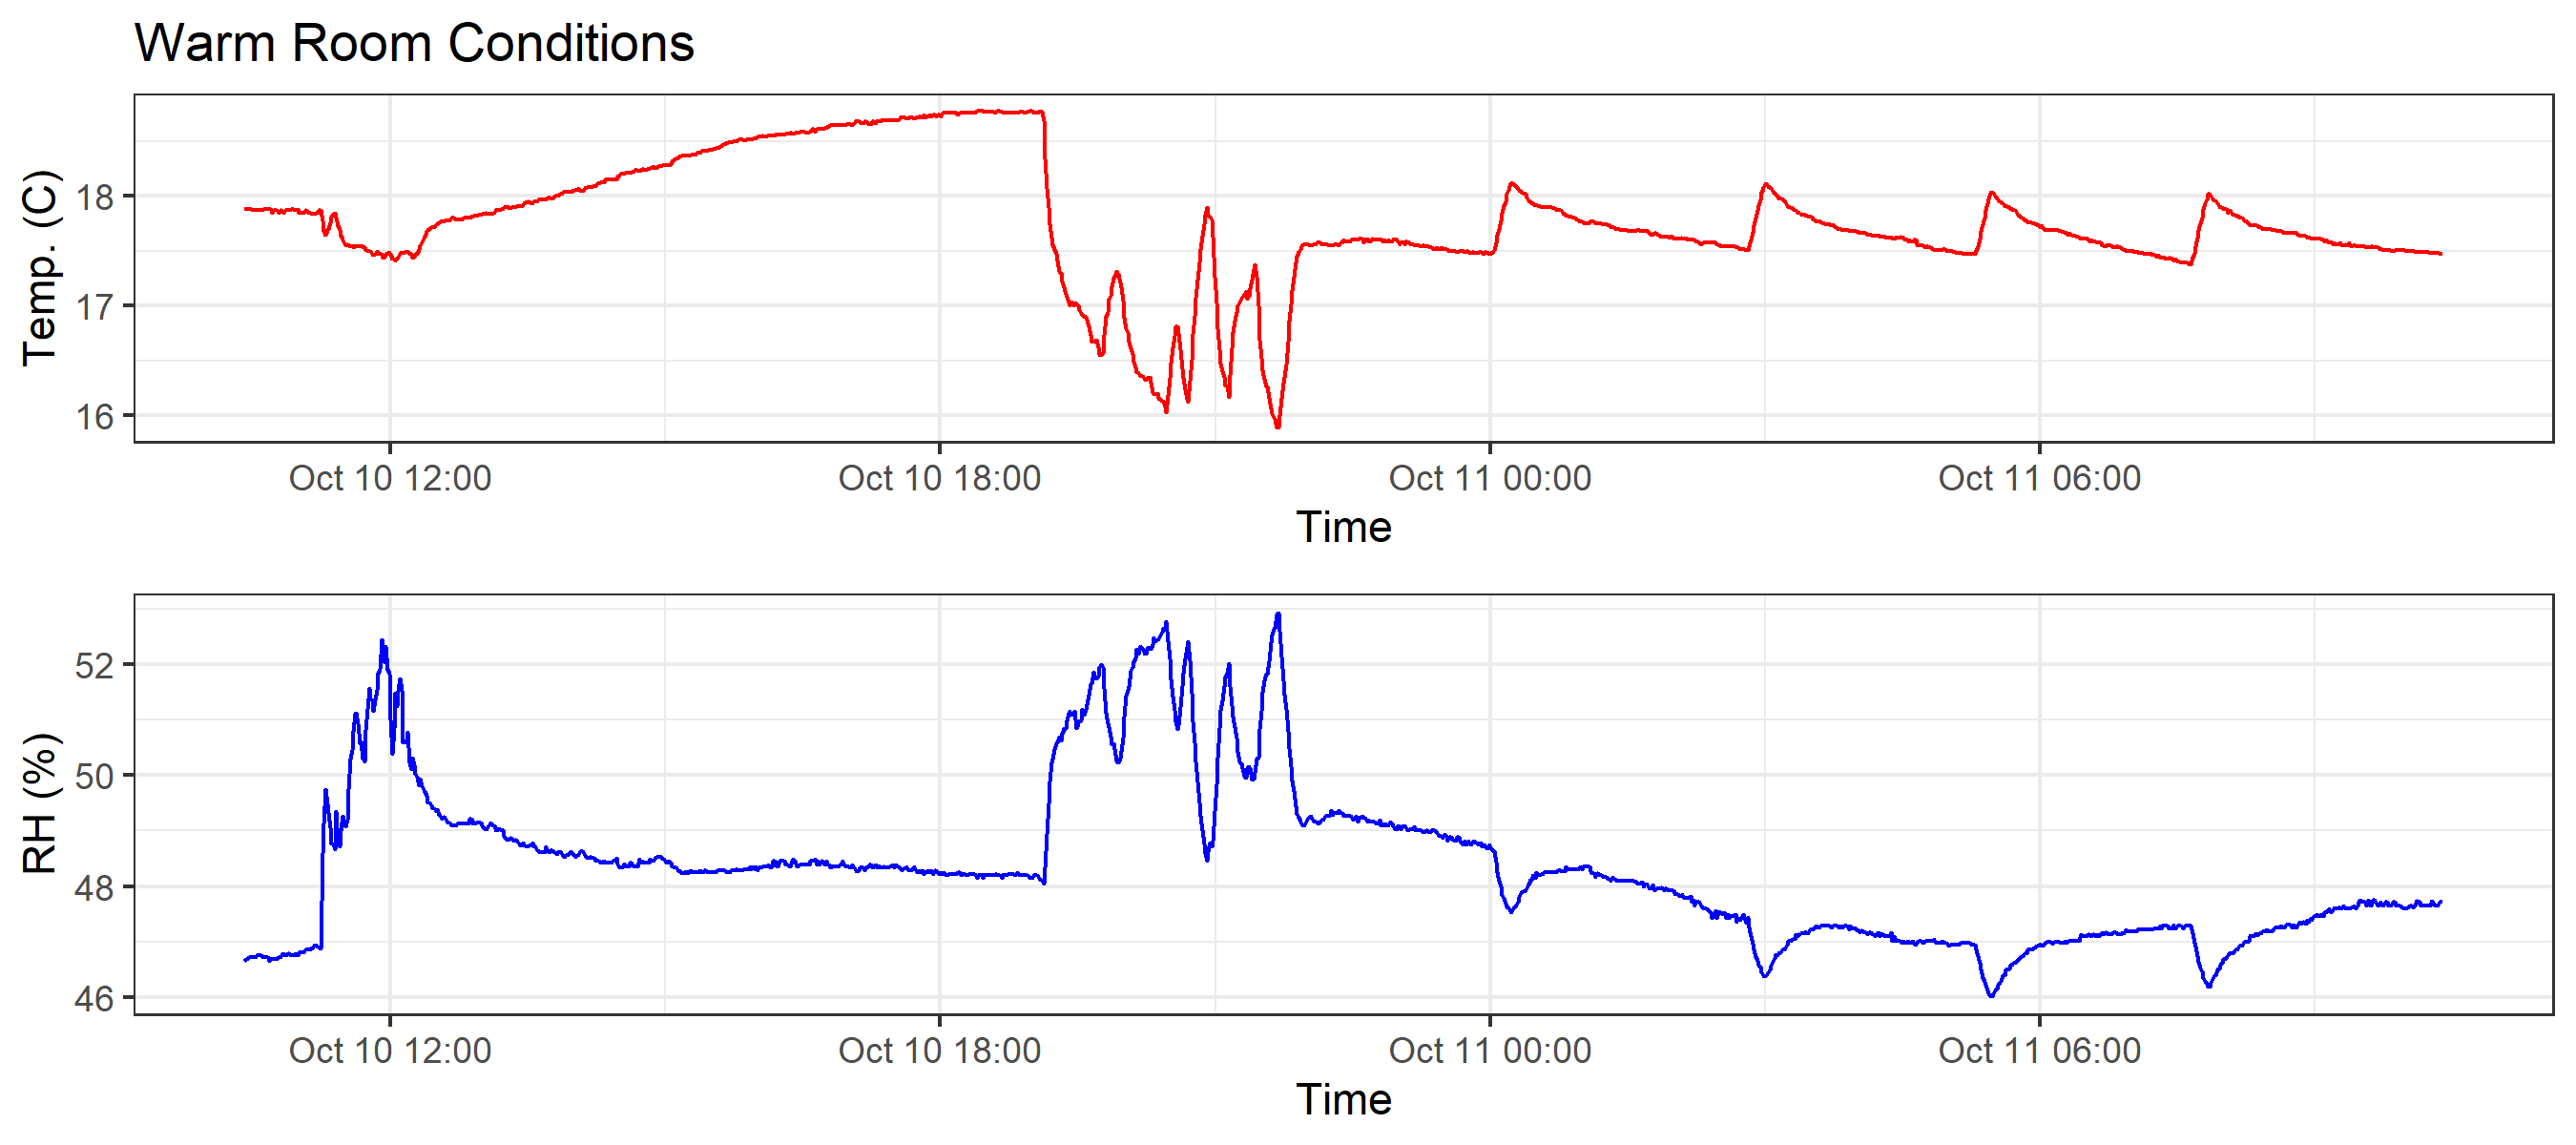 Warm Room Conditions
Temp. (C)
18
17
16
Oct 10 12:00 Oct 10 18:00 Oct 11 00:00 Oct 11 06:00
Time
RH (%)
52
50
48
46
Oct 10 12:00 Oct 10 18:00 Oct 11 00:00 Oct 11 06:00
Time